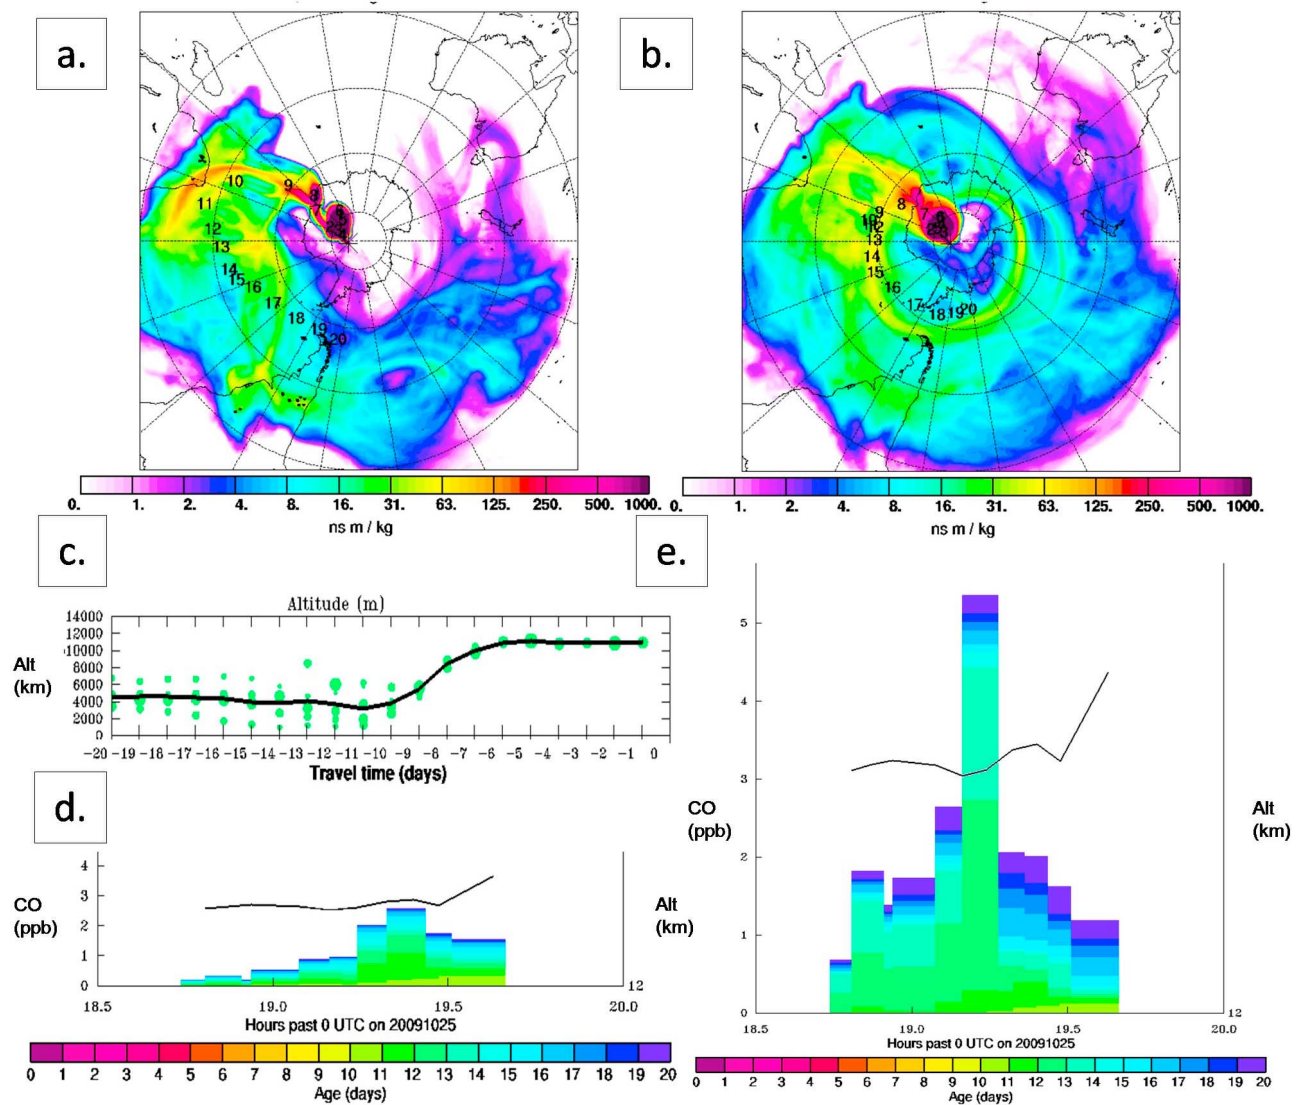 a.
b.
10
9
8
7
11
12
13
14
15
16
17
18
19
20
8
7
9
12
13
14
15
16
17
18
19
20
0. 1. 2. 4. 8. 16. 31. 63. 125. 250. 500. 1000.
ns m / kg
0. 1. 2. 4. 8. 16. 31. 63. 125. 250. 500. 1000.
ns m / kg
c.
Altitude (m)
14000
12000
10000
8000
6000
4000
2000
0
Alt
(km)
-20 -19 -18 -17 -16 -15 -14 -13 -12 -11 -10 -9 -8 -7 -6 -5 -4 -3 -2 -1 0
Travel time (days)
d.
4
3
2
1
0
CO
(ppb)
Alt
(km)
12
18.5 19.0 19.5 20.0
Hours past 0 UTC on 20091025
0 1 2 3 4 5 6 7 8 9 10 11 12 13 14 15 16 17 18 19 20
Age (days)
e.
5
4
3
2
1
0
CO
(ppb)
Alt
(km)
12
18.5 19.0 19.5 20.0
Hours past 0 UTC on 20091025
0 1 2 3 4 5 6 7 8 9 10 11 12 13 14 15 16 17 18 19 20
Age (days)